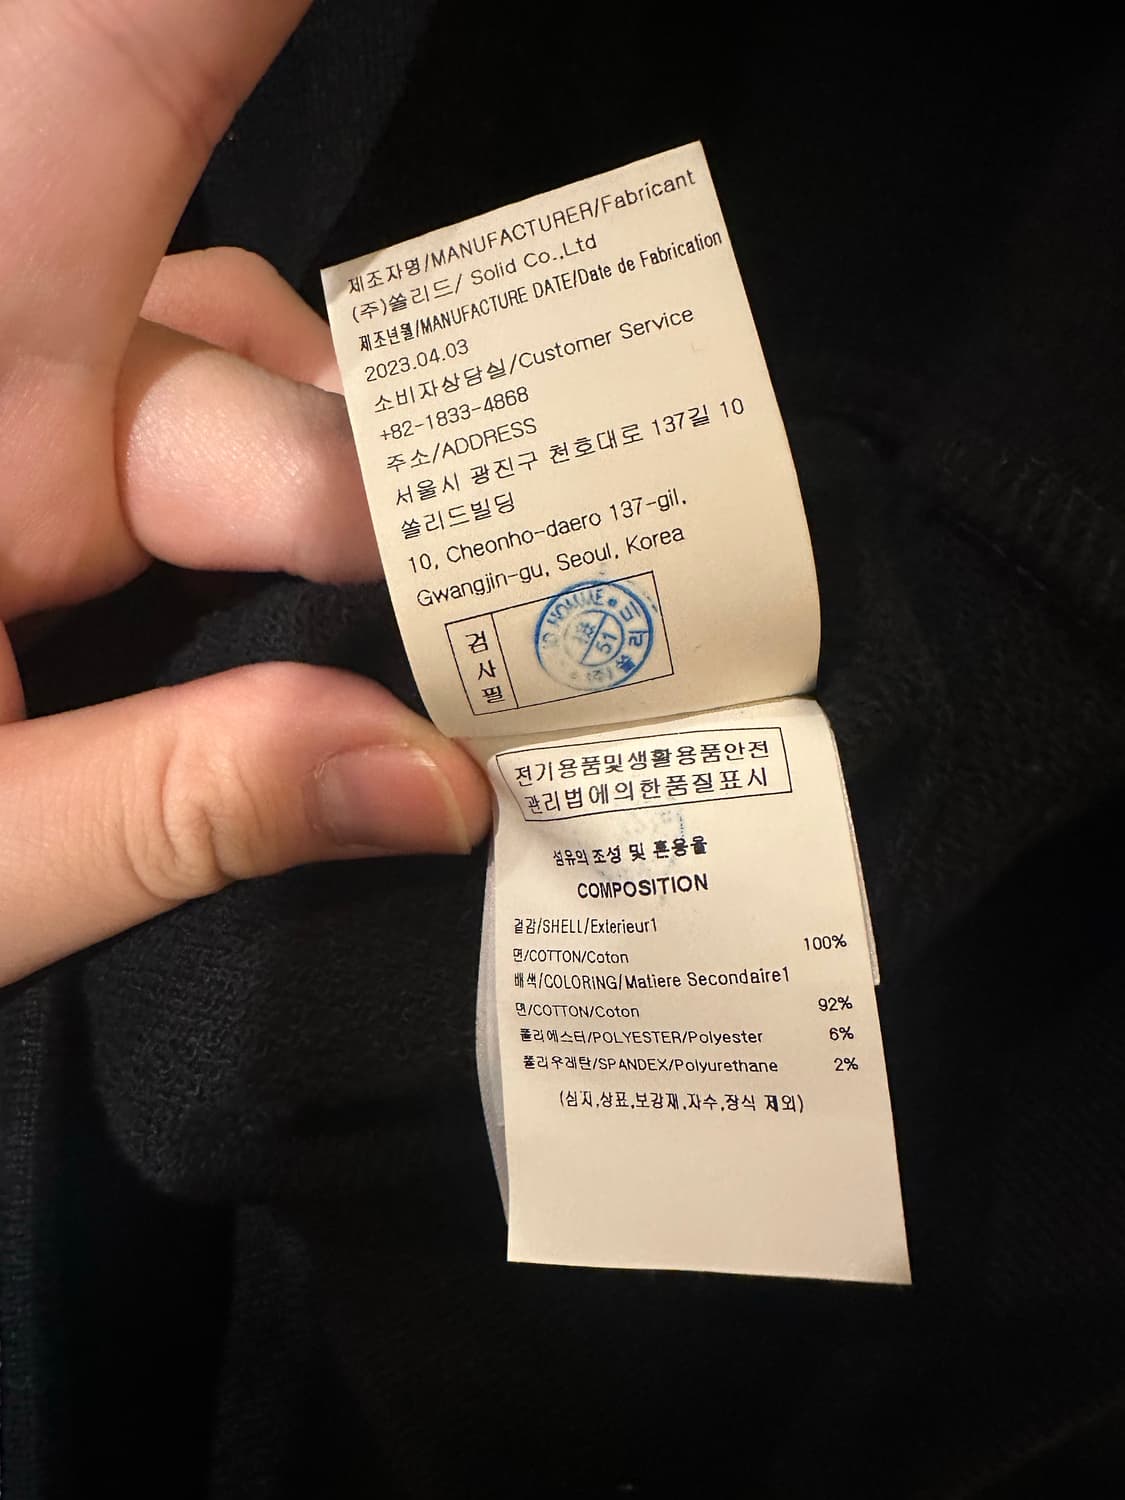 제조자명/MANUFACTURER/Fabricant
(주)쏠리드/ Solid Co.,Ltd
제조년월/MANUFACTURE DATE/Date de Fabrication
2023.04.03
소비자상담실/Customer Service
+82-1833-4868
주소/ADDRESS
서울시 광진구 천호대로 137길 10
쏠리드빌딩
10, Cheonho-daero 137-gil,
Gwangjin-gu, Seoul, Korea
검사필
HOMME (주)쏠리드
51
전기용품및생활용품안전
관리법에의한품질표시
섬유의 조성 및 혼용율
COMPOSITION
겉감/SHELL/Exterieur1
면/COTTON/Coton 100%
배색/COLORING/Matiere Secondaire1
면/COTTON/Coton 92%
폴리에스터/POLYESTER/Polyester 6%
폴리우레탄/SPANDEX/Polyurethane 2%
(심지,상표,보강재,자수,장식 제외)